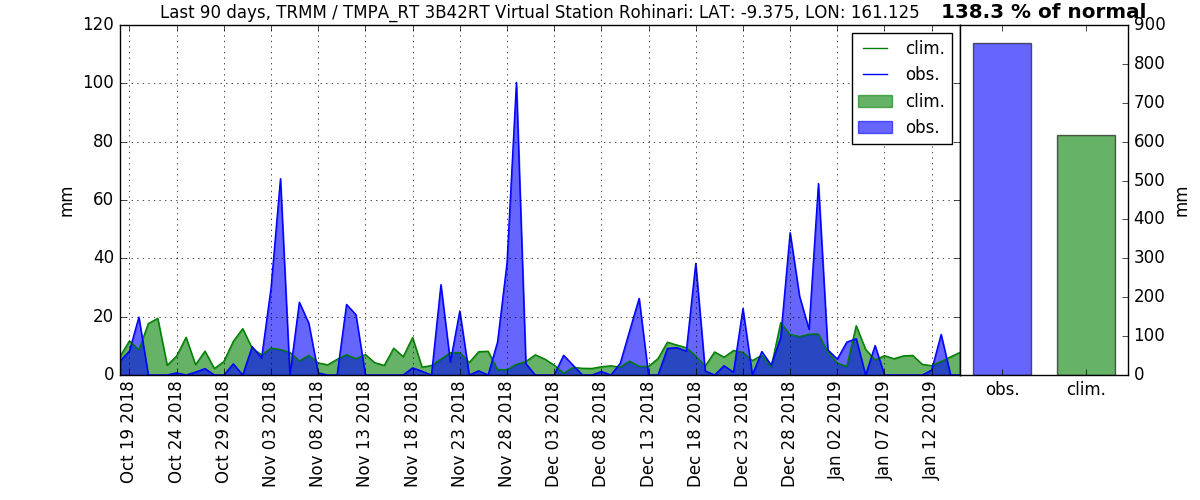 Last 90 days, TRMM / TMPA_RT 3B42RT Virtual Station Rohinari: LAT: -9.375, LON: 161.125
138.3 % of normal
120
100
80
60
40
20
0
mm
clim.
obs.
clim.
obs.
900
800
700
600
500
400
300
200
100
0
mm
Oct 19 2018
Oct 24 2018
Oct 29 2018
Nov 03 2018
Nov 08 2018
Nov 13 2018
Nov 18 2018
Nov 23 2018
Nov 28 2018
Dec 03 2018
Dec 08 2018
Dec 13 2018
Dec 18 2018
Dec 23 2018
Dec 28 2018
Jan 02 2019
Jan 07 2019
Jan 12 2019
obs.
clim.